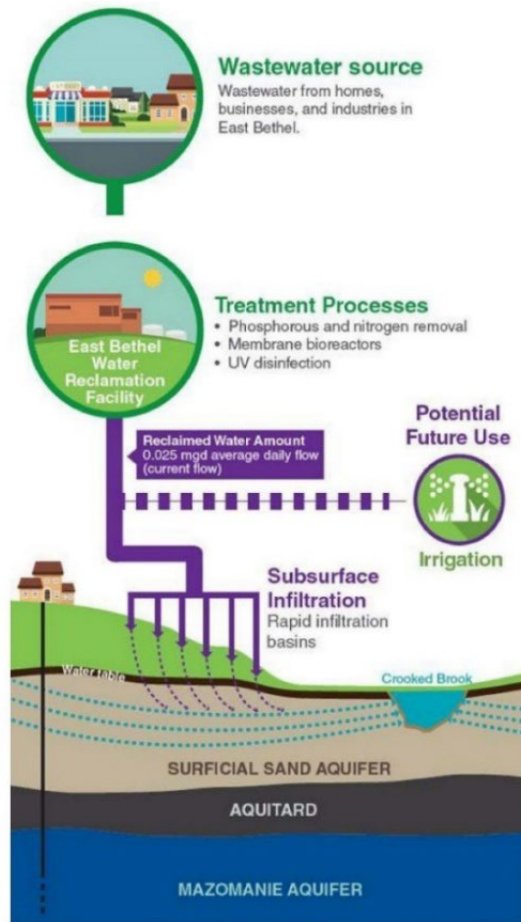 Wastewater source
Wastewater from homes,
businesses, and industries in
East Bethel.
Treatment Processes
• Phosphorous and nitrogen removal
• Membrane bioreactors
• UV disinfection
East Bethel
Water
Reclamation
Facility
Reclaimed Water Amount
0.025 mgd average daily flow
(current flow)
Potential
Future Use
Irrigation
Subsurface
Infiltration
Rapid infiltration
basins
Water table
Crooked Brook
SURFICIAL SAND AQUIFER
AQUITARD
MAZOMANIE AQUIFER